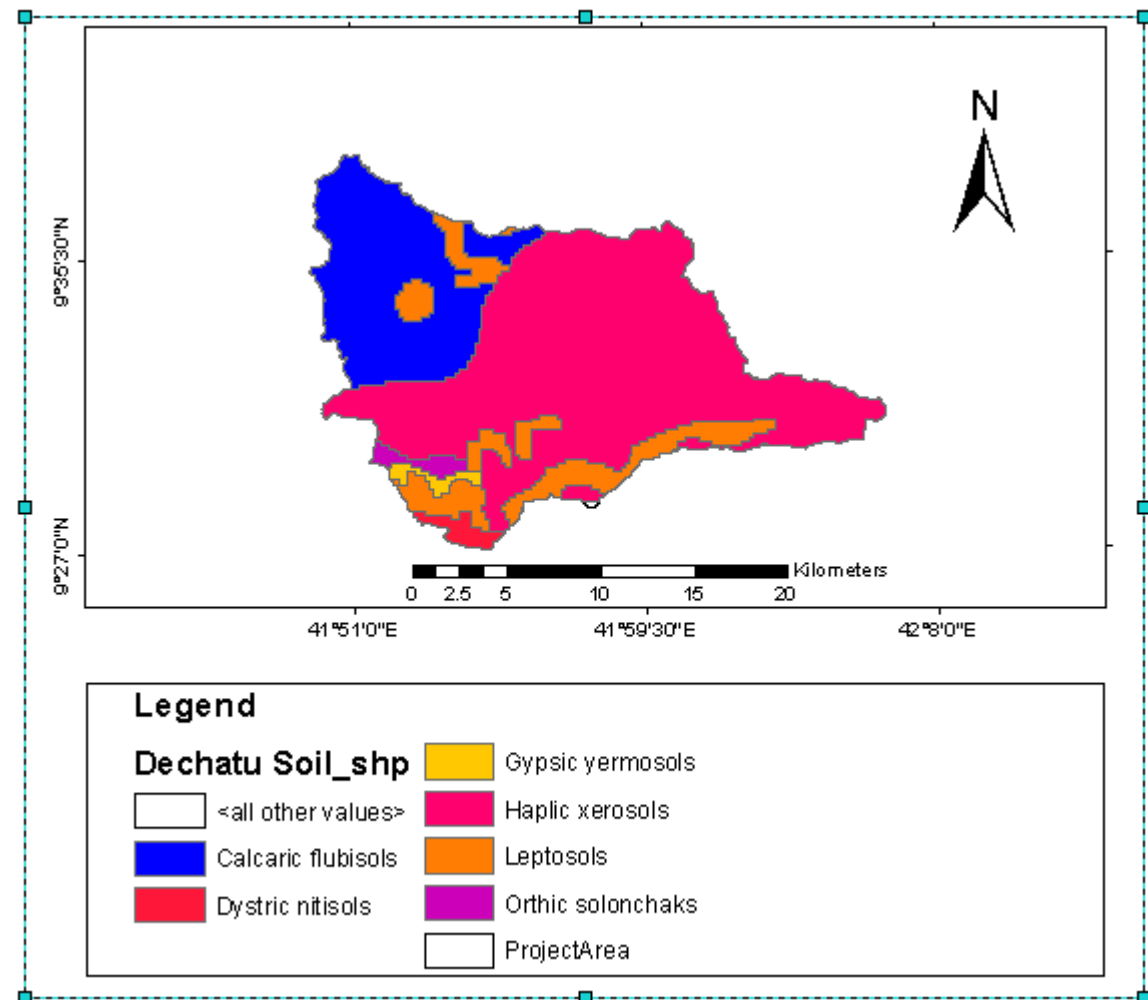 N
9°35'30"N
9°27'0"N
Kilometers
0 2.5 5 10 15 20
41°51'0"E 41°59'30"E 42°8'0"E
Legend
Dechatu Soil_shp
<all other values>
Calcaric flubisols
Dystric nitisols
Gypsic yermosols
Haplic xerosols
Leptosols
Orthic solonchaks
ProjectArea